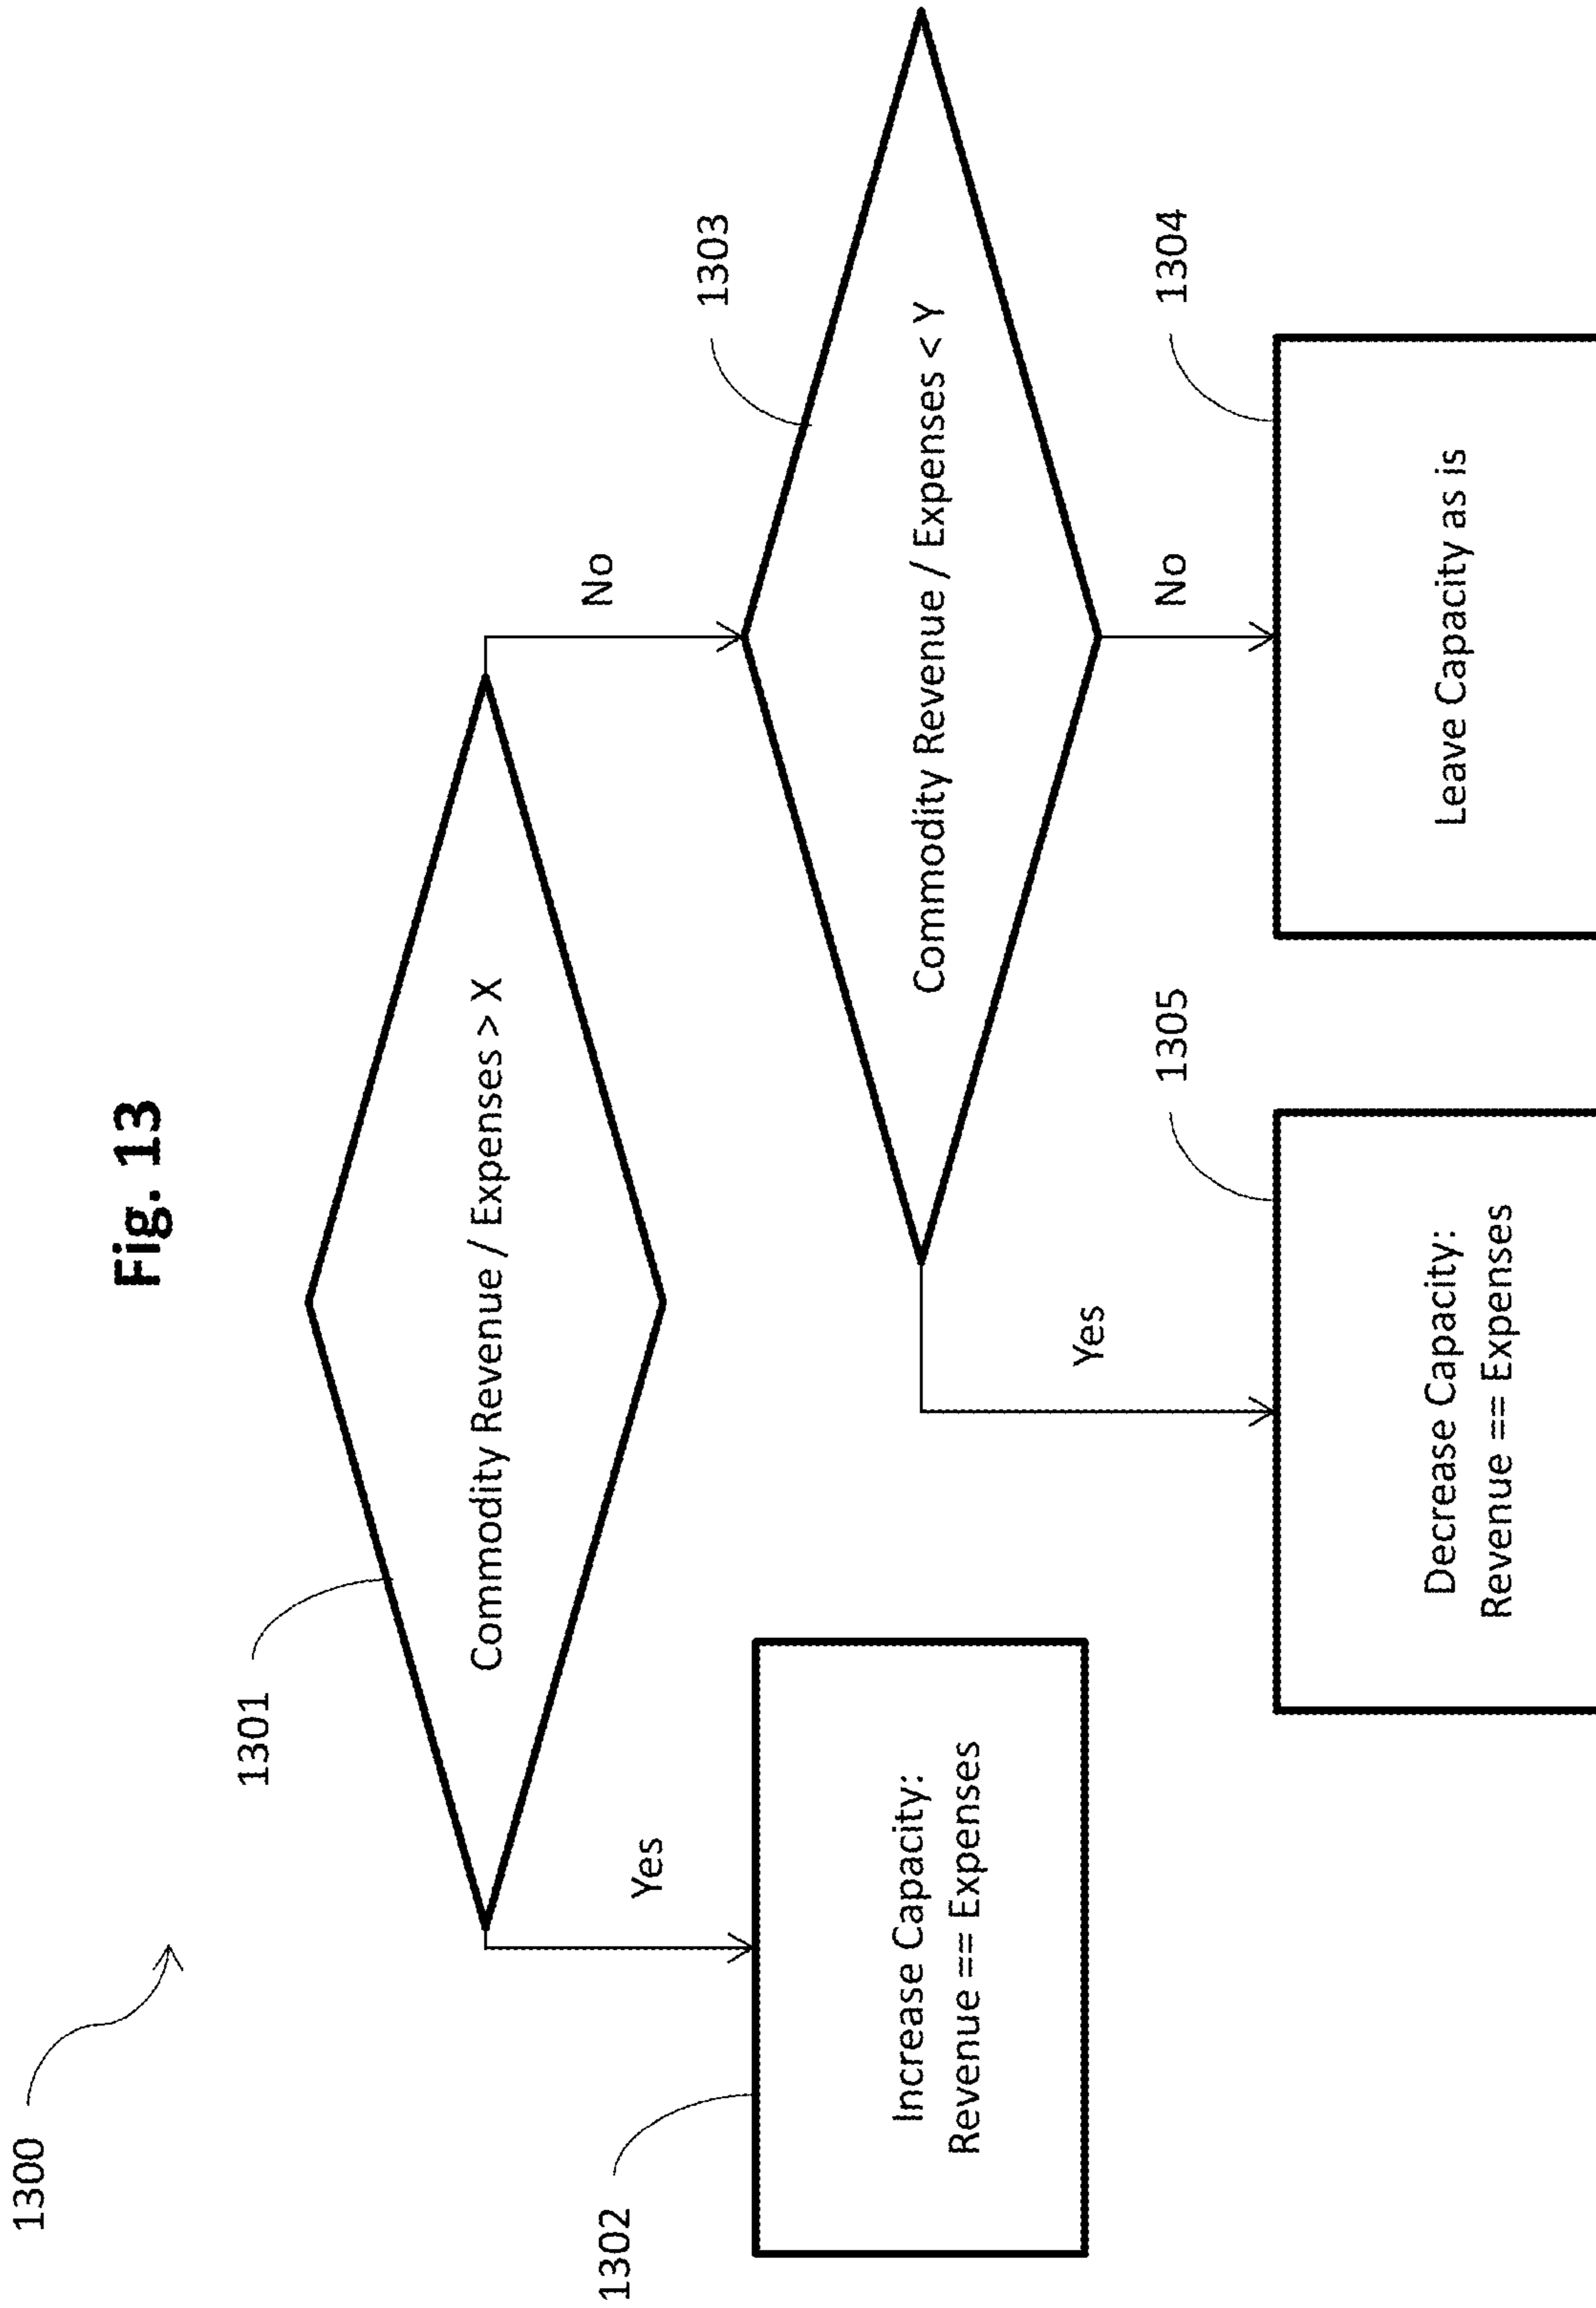 Fig. 13
1300
1301
Commodity Revenue / Expenses > X
Yes
No
1302
Increase Capacity:
Revenue == Expenses
1303
Commodity Revenue / Expenses < Y
Yes
No
1305
Decrease Capacity:
Revenue == Expenses
1304
Leave Capacity as is